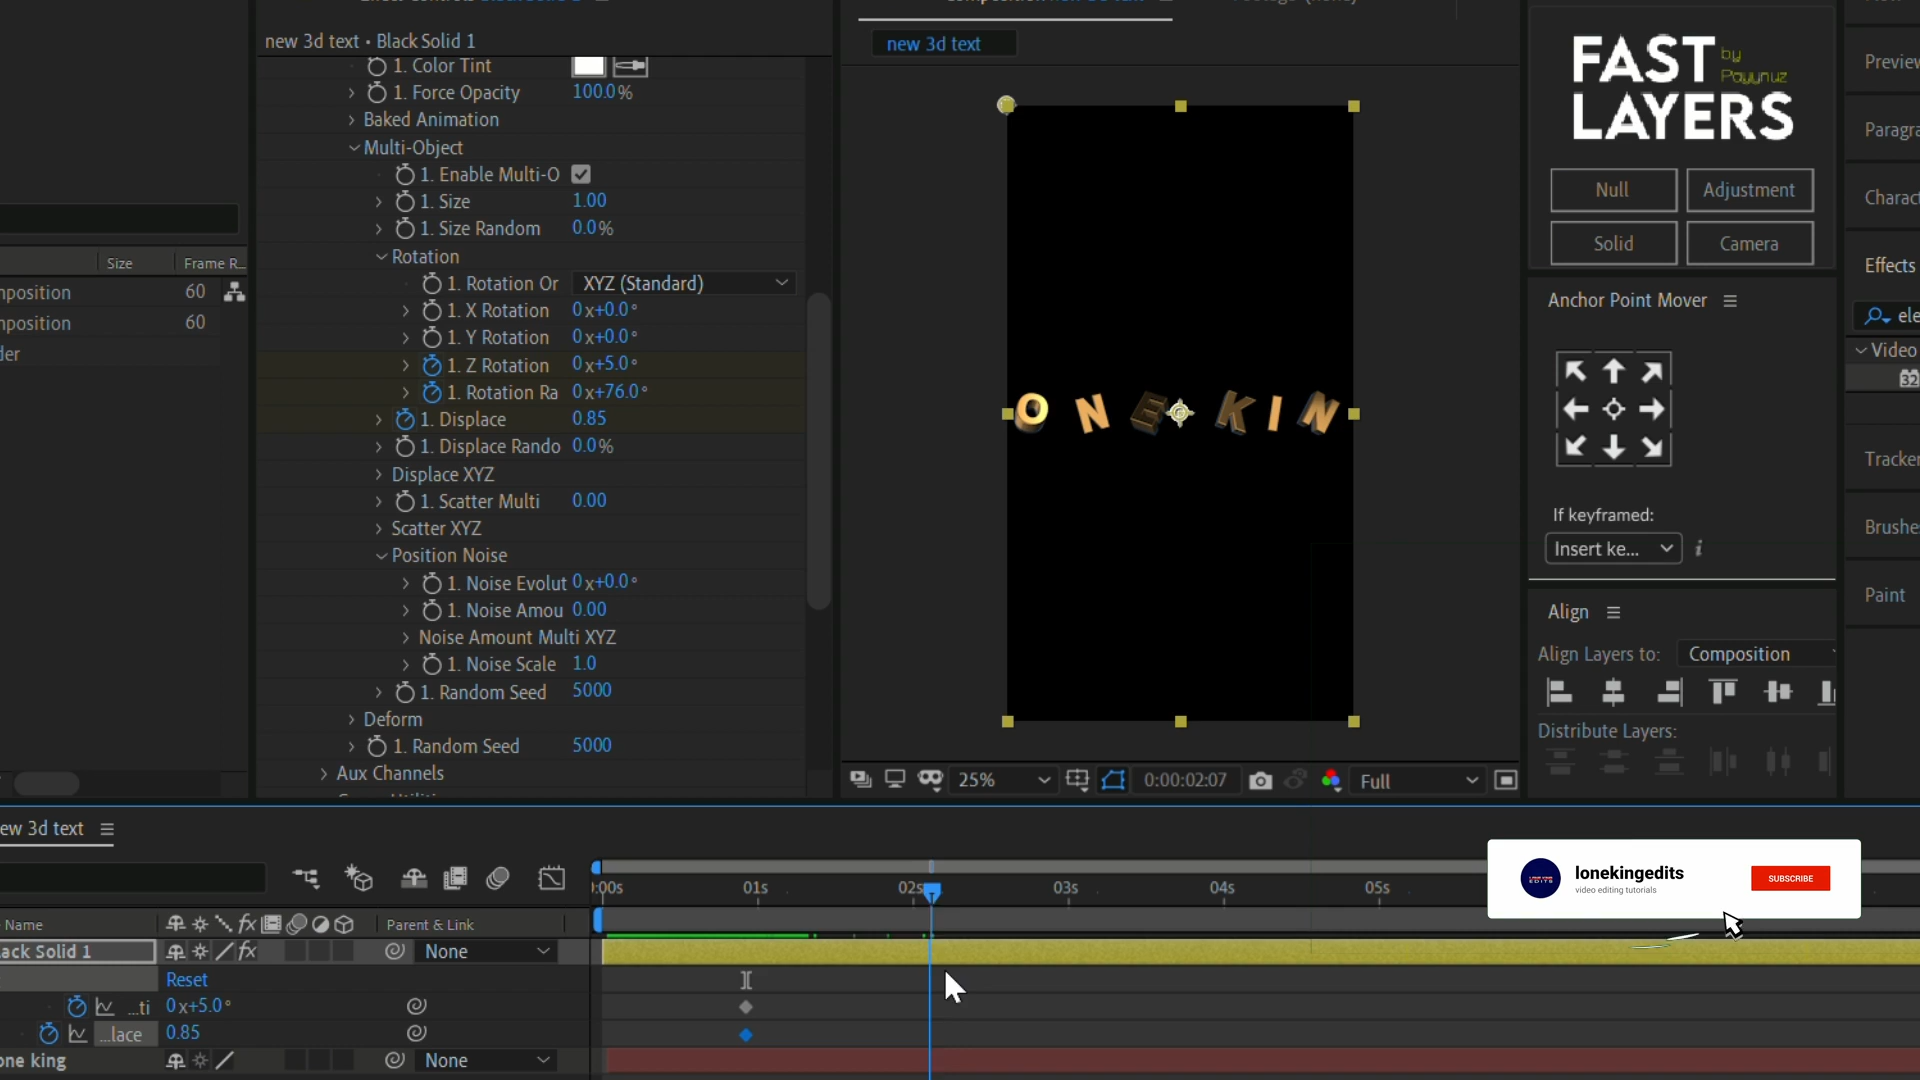 new 3d text • Black Solid 1
1. Color Tint
1. Force Opacity 100.0%
Baked Animation
Multi-Object
1. Enable Multi-O
1. Size 1.00
1. Size Random 0.0%
Rotation
1. Rotation Or XYZ (Standard)
1. X Rotation 0x+0.0°
1. Y Rotation 0x+0.0°
1. Z Rotation 0x+5.0°
1. Rotation Ra 0x+76.0°
1. Displace 0.85
1. Displace Rando 0.0%
Displace XYZ
1. Scatter Multi 0.00
Scatter XYZ
Position Noise
1. Noise Evolut 0x+0.0°
1. Noise Amou 0.00
Noise Amount Multi XYZ
1. Noise Scale 1.0
1. Random Seed 5000
Deform
1. Random Seed 5000
Aux Channels
Size Frame R...
mposition 60
mposition 60
der
new 3d text
O N E K I N
25% 0:00:02:07 Full
FAST by Payynuz
LAYERS
Null Adjustment
Solid Camera
Anchor Point Mover
If keyframed:
Insert ke... i
Align
Align Layers to: Composition
Distribute Layers:
Preview
Paragra
Charact
Effects
ele
Video
32
Tracker
Brushes
Paint
ew 3d text
:00s 01s 02s 03s 04s 05s
Name fx Parent & Link
ack Solid 1 fx None
Reset
...ti 0x+5.0°
...lace 0.85
one king None
lonekingedits
video editing tutorials
SUBSCRIBE